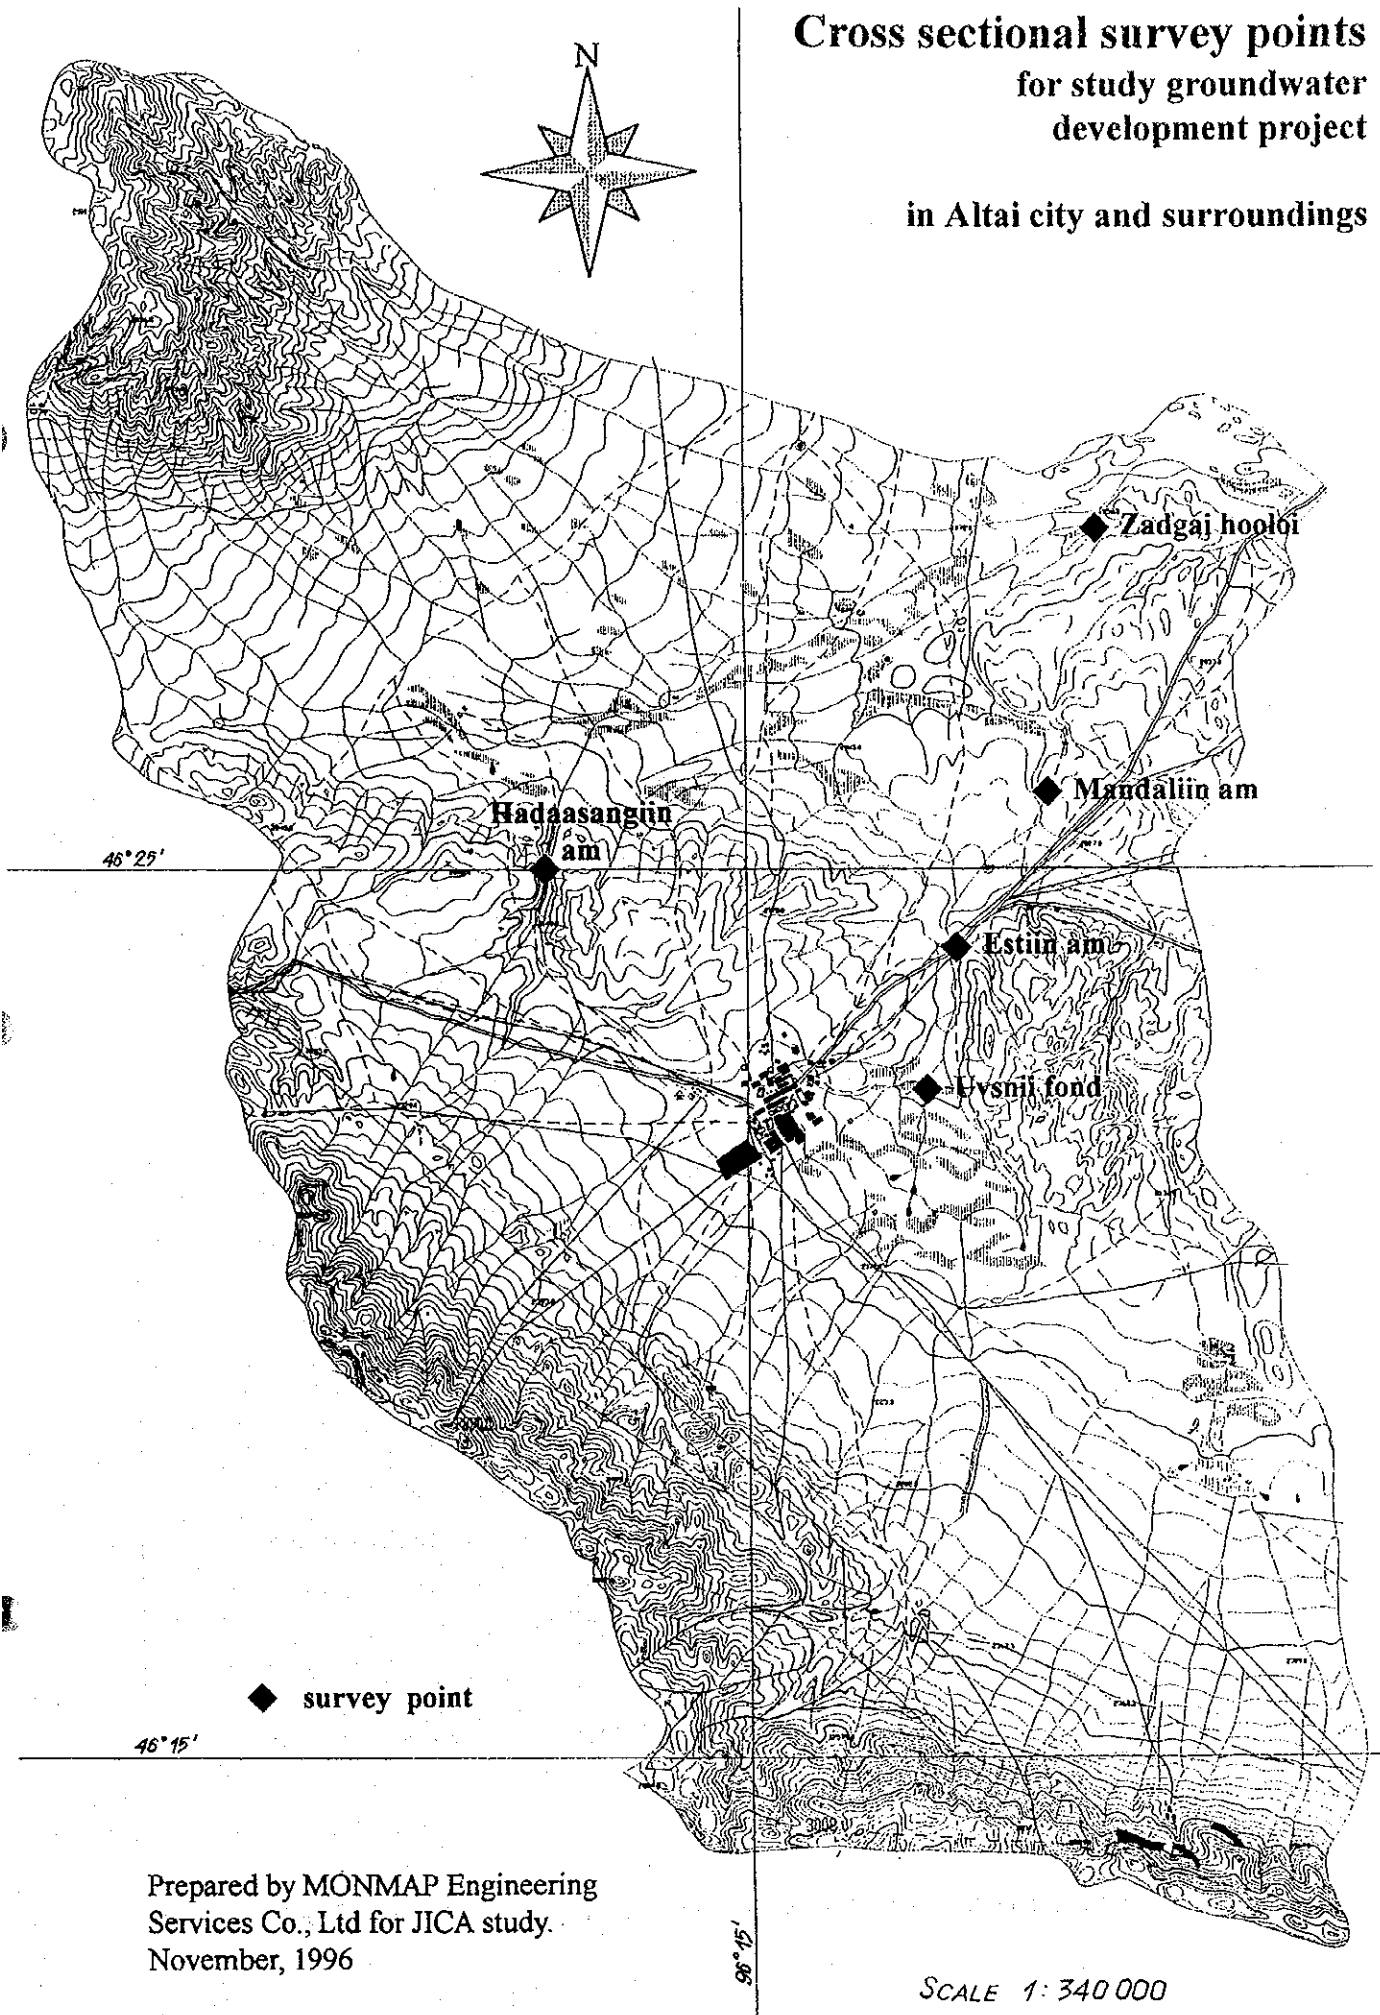 Cross sectional survey points
for study groundwater
development project
in Altai city and surroundings
N
Zadgaj hooloi
Mandaliin am
Hadaasangiin
am
46°25'
Estiin am
Uvsnii fond
survey point
46°15'
Prepared by MONMAP Engineering
Services Co., Ltd for JICA study.
November, 1996
96°15'
SCALE 1:340 000